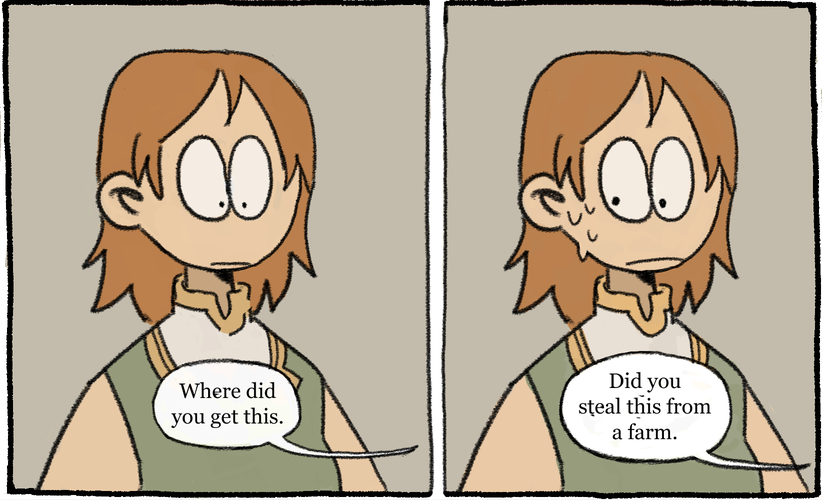 Where did
you get this.
Did you
steal this from
a farm.